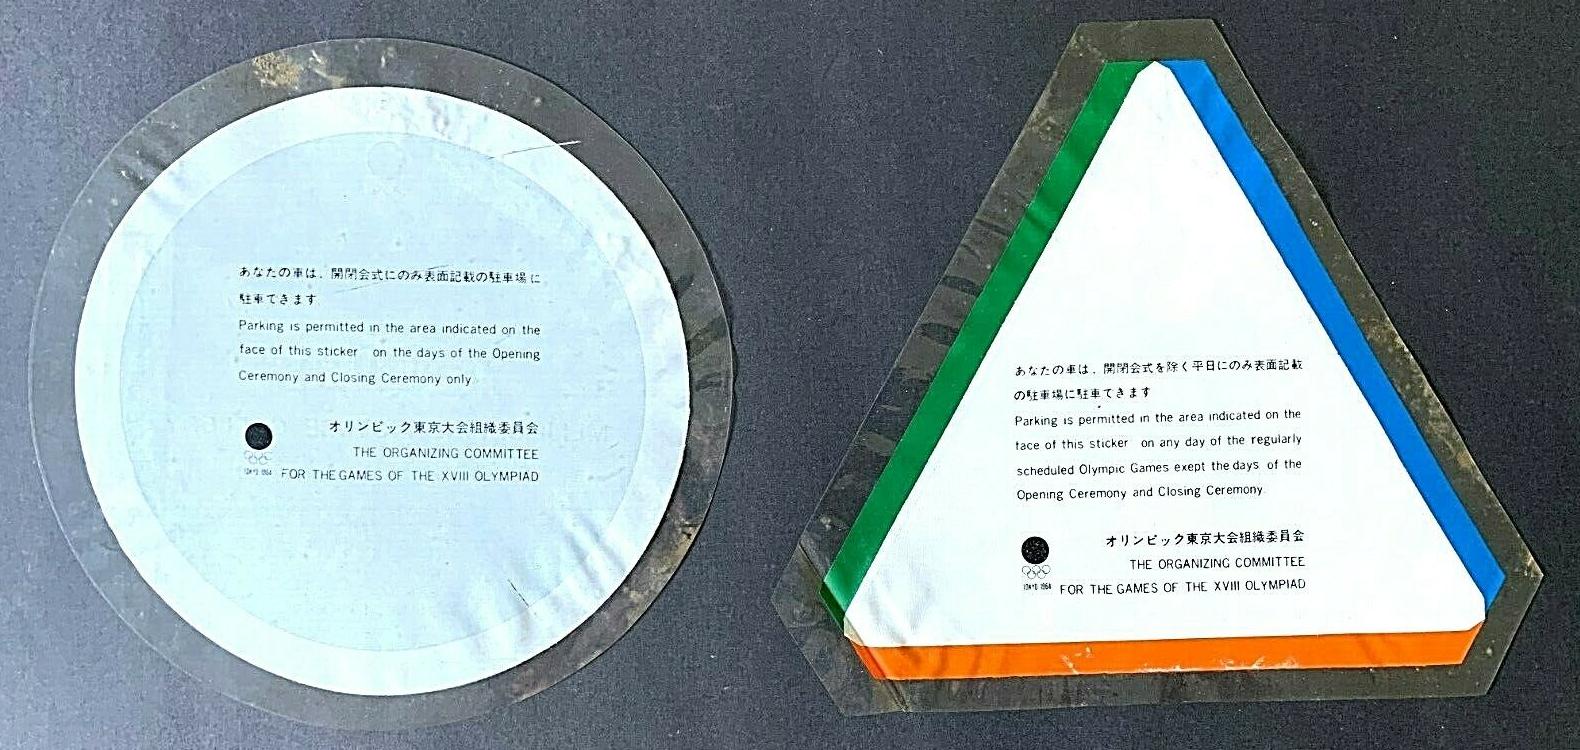 あなたの車は、開閉会式にのみ表面記載の駐車場に
駐車できます
Parking is permitted in the area indicated on the
face of this sticker on the days of the Opening
Ceremony and Closing Ceremony only.
オリンピック東京大会組織委員会
THE ORGANIZING COMMITTEE
TOKYO 1964
FOR THE GAMES OF THE XVIII OLYMPIAD
あなたの車は、開閉会式を除く平日にのみ表面記載
の駐車場に駐車できます
Parking is permitted in the area indicated on the
face of this sticker on any day of the regularly
scheduled Olympic Games exept the days of the
Opening Ceremony and Closing Ceremony.
オリンピック東京大会組織委員会
THE ORGANIZING COMMITTEE
TOKYO 1964
FOR THE GAMES OF THE XVIII OLYMPIAD